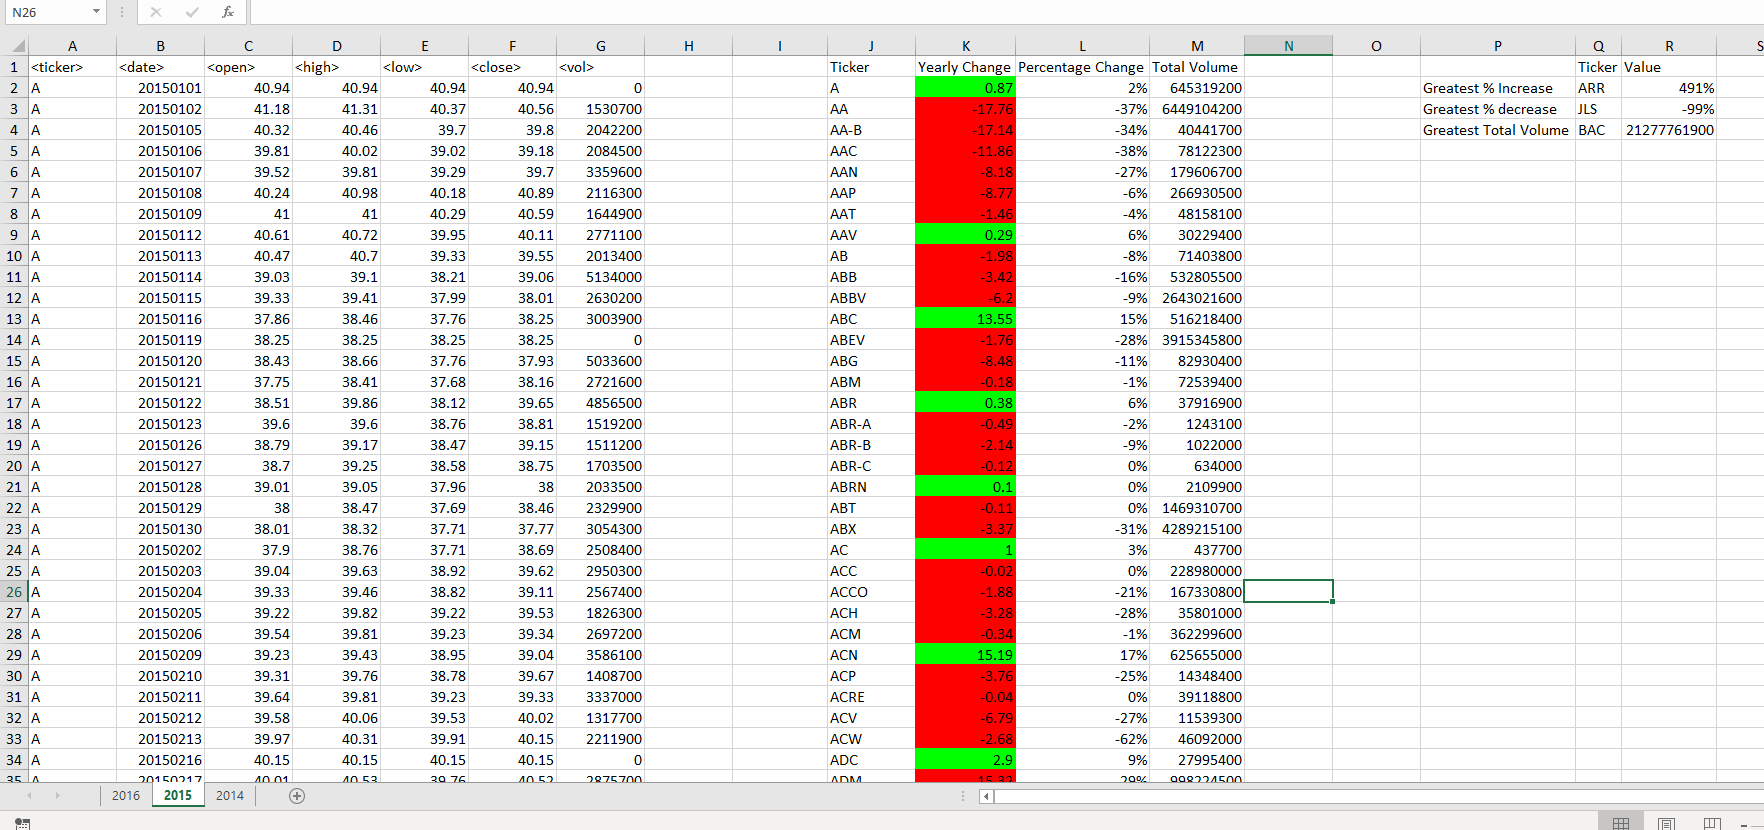 N26 fx
A B C D E F G H I J K L M N O P Q R S
1 <ticker> <date> <open> <high> <low> <close> <vol> Ticker Yearly Change Percentage Change Total Volume Ticker Value
2 A 20150101 40.94 40.94 40.94 40.94 0 A 0.87 2% 645319200 Greatest % Increase ARR 491%
3 A 20150102 41.18 41.31 40.37 40.56 1530700 AA -17.76 -37% 6449104200 Greatest % decrease JLS -99%
4 A 20150105 40.32 40.46 39.7 39.8 2042200 AA-B -17.14 -34% 40441700 Greatest Total Volume BAC 21277761900
5 A 20150106 39.81 40.02 39.02 39.18 2084500 AAC -11.86 -38% 78122300
6 A 20150107 39.52 39.81 39.29 39.7 3359600 AAN -8.18 -27% 179606700
7 A 20150108 40.24 40.98 40.18 40.89 2116300 AAP -8.77 -6% 266930500
8 A 20150109 41 41 40.29 40.59 1644900 AAT -1.46 -4% 48158100
9 A 20150112 40.61 40.72 39.95 40.11 2771100 AAV 0.29 6% 30229400
10 A 20150113 40.47 40.7 39.33 39.55 2013400 AB -1.98 -8% 71403800
11 A 20150114 39.03 39.1 38.21 39.06 5134000 ABB -3.42 -16% 532805500
12 A 20150115 39.33 39.41 37.99 38.01 2630200 ABBV -6.2 -9% 2643021600
13 A 20150116 37.86 38.46 37.76 38.25 3003900 ABC 13.55 15% 516218400
14 A 20150119 38.25 38.25 38.25 38.25 0 ABEV -1.76 -28% 3915345800
15 A 20150120 38.43 38.66 37.76 37.93 5033600 ABG -8.48 -11% 82930400
16 A 20150121 37.75 38.41 37.68 38.16 2721600 ABM -0.18 -1% 72539400
17 A 20150122 38.51 39.86 38.12 39.65 4856500 ABR 0.38 6% 37916900
18 A 20150123 39.6 39.6 38.76 38.81 1519200 ABR-A -0.49 -2% 1243100
19 A 20150126 38.79 39.17 38.47 39.15 1511200 ABR-B -2.14 -9% 1022000
20 A 20150127 38.7 39.25 38.58 38.75 1703500 ABR-C -0.12 0% 634000
21 A 20150128 39.01 39.05 37.96 38 2033500 ABRN 0.1 0% 2109900
22 A 20150129 38 38.47 37.69 38.46 2329900 ABT -0.11 0% 1469310700
23 A 20150130 38.01 38.32 37.71 37.77 3054300 ABX -3.37 -31% 4289215100
24 A 20150202 37.9 38.76 37.71 38.69 2508400 AC 1 3% 437700
25 A 20150203 39.04 39.63 38.92 39.62 2950300 ACC -0.02 0% 228980000
26 A 20150204 39.33 39.46 38.82 39.11 2567400 ACCO -1.88 -21% 167330800
27 A 20150205 39.22 39.82 39.22 39.53 1826300 ACH -3.28 -28% 35801000
28 A 20150206 39.54 39.81 39.23 39.34 2697200 ACM -0.34 -1% 362299600
29 A 20150209 39.23 39.43 38.95 39.04 3586100 ACN 15.19 17% 625655000
30 A 20150210 39.31 39.76 38.78 39.67 1408700 ACP -3.76 -25% 14348400
31 A 20150211 39.64 39.81 39.23 39.33 3337000 ACRE -0.04 0% 39118800
32 A 20150212 39.58 40.06 39.53 40.02 1317700 ACV -6.79 -27% 11539300
33 A 20150213 39.97 40.31 39.91 40.15 2211900 ACW -2.68 -62% 46092000
34 A 20150216 40.15 40.15 40.15 40.15 0 ADC 2.9 9% 27995400
35 A 20150217 40.01 40.53 39.76 40.52 2875700 ADM -15.32 -29% 998224500
2016 2015 2014